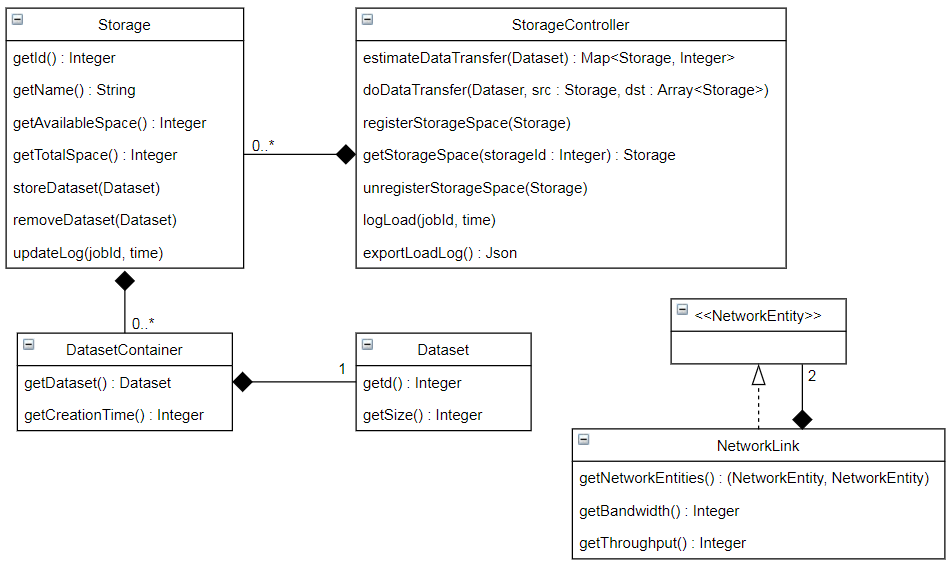 Storage
getId() : Integer
getName() : String
getAvailableSpace() : Integer
getTotalSpace() : Integer
storeDataset(Dataset)
removeDataset(Dataset)
updateLog(jobId, time)
0..*
StorageController
estimateDataTransfer(Dataset) : Map<Storage, Integer>
doDataTransfer(Dataser, src : Storage, dst : Array<Storage>)
registerStorageSpace(Storage)
getStorageSpace(storageId : Integer) : Storage
unregisterStorageSpace(Storage)
logLoad(jobId, time)
exportLoadLog() : Json
0..*
DatasetContainer
getDataset() : Dataset
getCreationTime() : Integer
1
Dataset
getd() : Integer
getSize() : Integer
<<NetworkEntity>>
2
NetworkLink
getNetworkEntities() : (NetworkEntity, NetworkEntity)
getBandwidth() : Integer
getThroughput() : Integer